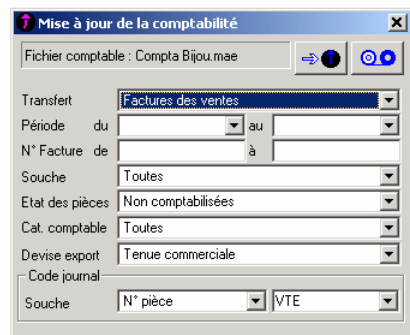 Mise à jour de la comptabilité
Fichier comptable : Compta Bijou.mae
Transfert Factures des ventes
Période du au
N° Facture de à
Souche Toutes
Etat des pièces Non comptabilisées
Cat. comptable Toutes
Devise export Tenue commerciale
Code journal
Souche N° pièce VTE